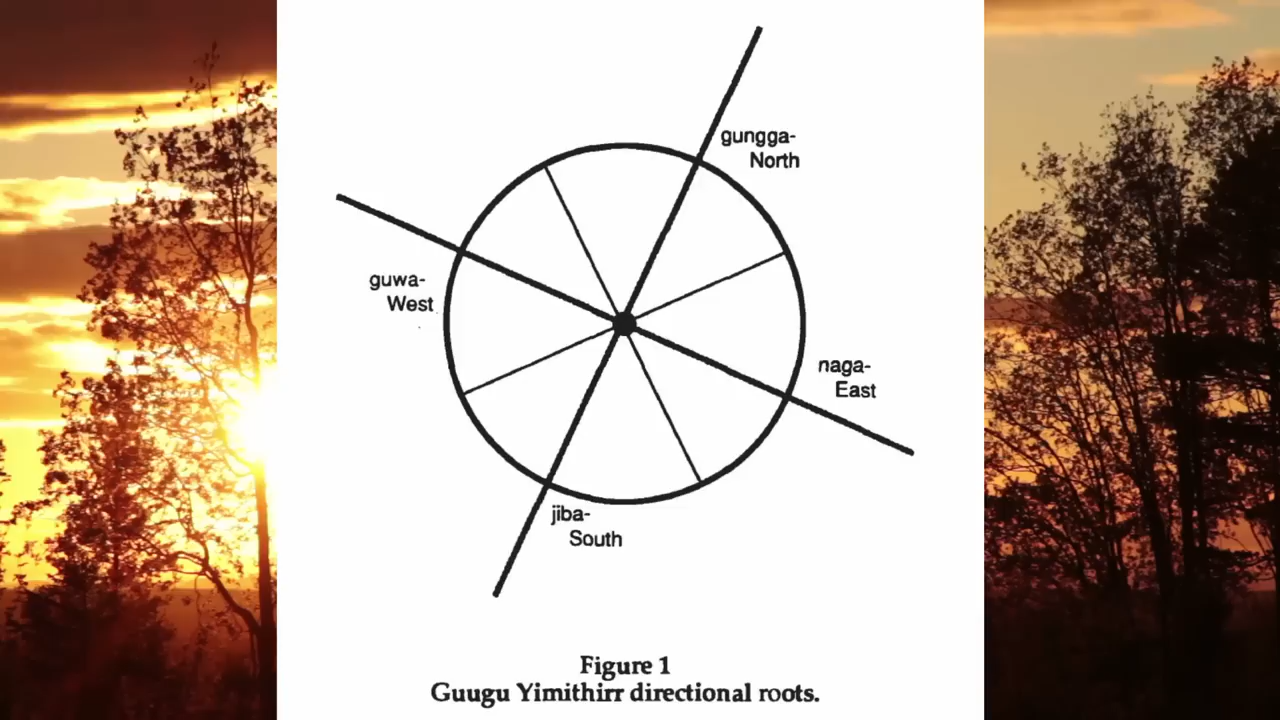 gungga-
North
guwa-
West
naga-
East
jiba-
South
Figure 1
Guugu Yimithirr directional roots.